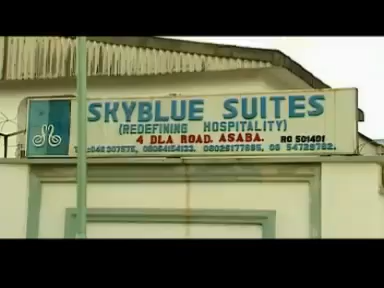 SKYBLUE SUITES
(REDEFINING HOSPITALITY)
4 DLA ROAD, ASABA. RC 501401